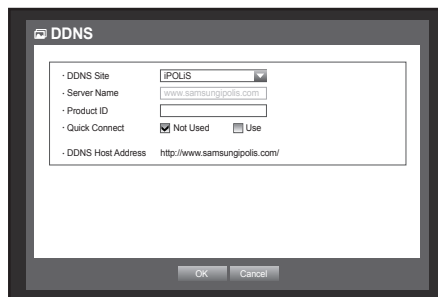 DDNS
· DDNS Site iPOLiS
· Server Name www.samsungipolis.com
· Product ID
· Quick Connect Not Used Use
· DDNS Host Address http://www.samsungipolis.com/
OK Cancel